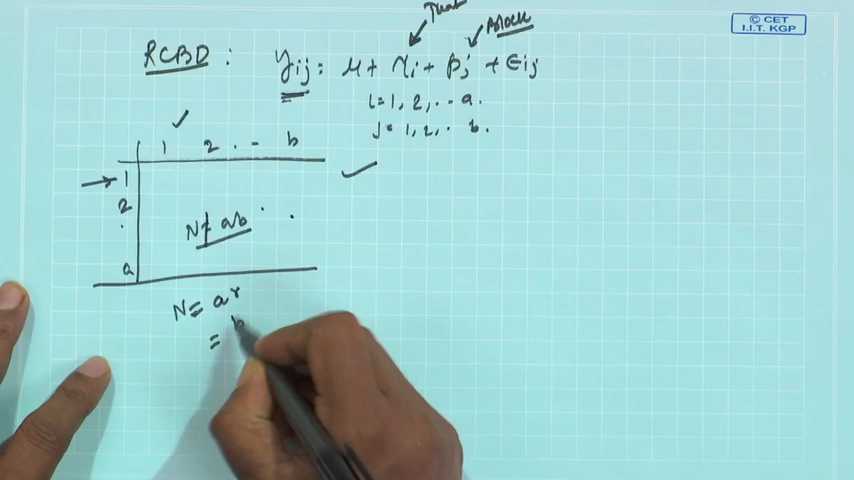 © CET
I.I.T. KGP
Treat
Block
RCBD : yij = μ + τi + βj + ϵij
i = 1, 2, .. a.
j = 1, 2, .. b.
1 2 . - b
1
2
.
a
N ≠ ab
N = ar
= b